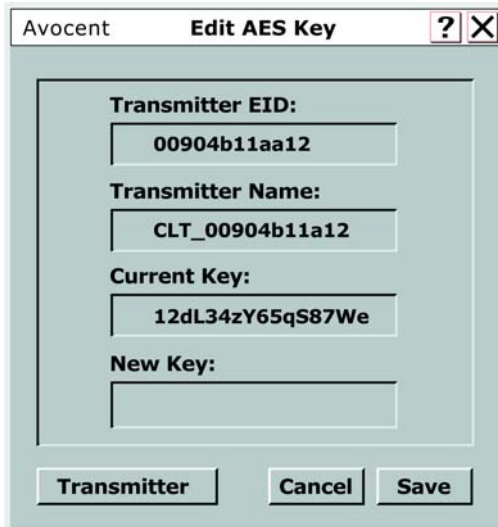 Avocent Edit AES Key ? X
Transmitter EID:
00904b11aa12
Transmitter Name:
CLT_00904b11a12
Current Key:
12dL34zY65qS87We
New Key:
Transmitter Cancel Save